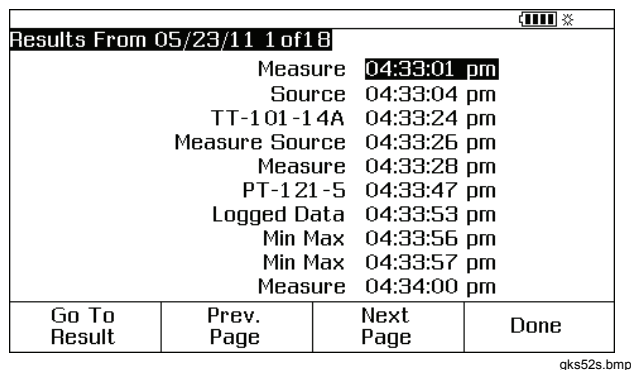 Results From 05/23/11 1of18
Measure 04:33:01 pm
Source 04:33:04 pm
TT-101-14A 04:33:24 pm
Measure Source 04:33:26 pm
Measure 04:33:28 pm
PT-121-5 04:33:47 pm
Logged Data 04:33:53 pm
Min Max 04:33:56 pm
Min Max 04:33:57 pm
Measure 04:34:00 pm
Go To Result
Prev. Page
Next Page
Done
gks52s.bmp